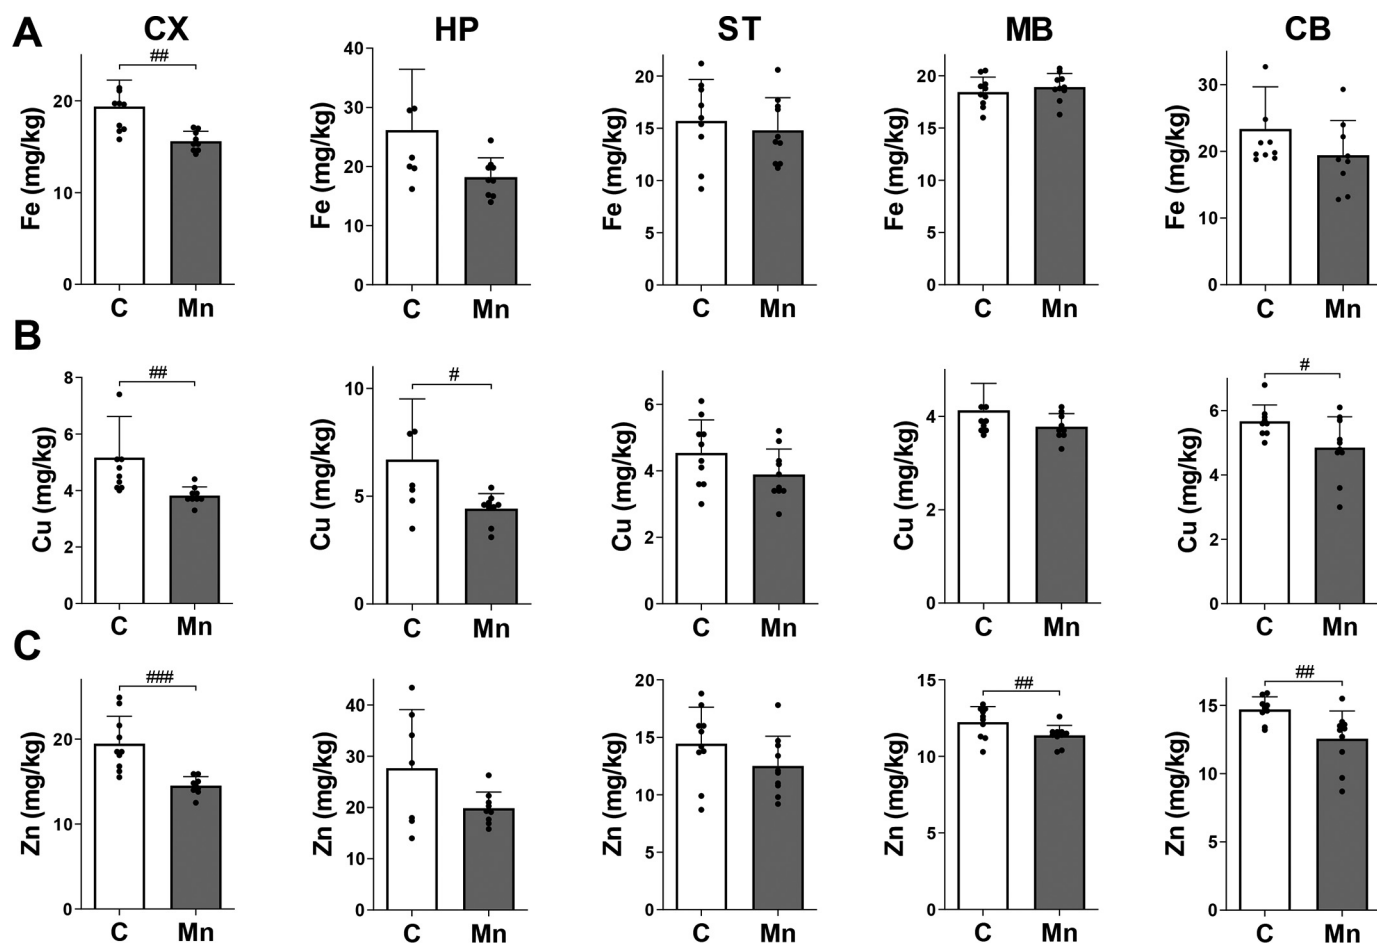 A
CX HP ST MB CB
##
Fe (mg/kg) Fe (mg/kg) Fe (mg/kg) Fe (mg/kg) Fe (mg/kg)
20 40 20 20 30
10 30 15 15 20
0 20 10 10 10
10 5 5 0
0 0 0
C Mn C Mn C Mn C Mn C Mn
B
## # #
Cu (mg/kg) Cu (mg/kg) Cu (mg/kg) Cu (mg/kg) Cu (mg/kg)
8 10 6 4 6
6 5 4 2 4
4 0 2 0 2
2 0 0
0
C Mn C Mn C Mn C Mn C Mn
C
### ## ##
Zn (mg/kg) Zn (mg/kg) Zn (mg/kg) Zn (mg/kg) Zn (mg/kg)
20 40 20 15 15
10 30 15 10 10
0 20 10 5 5
10 5 0 0
0 0
C Mn C Mn C Mn C Mn C Mn